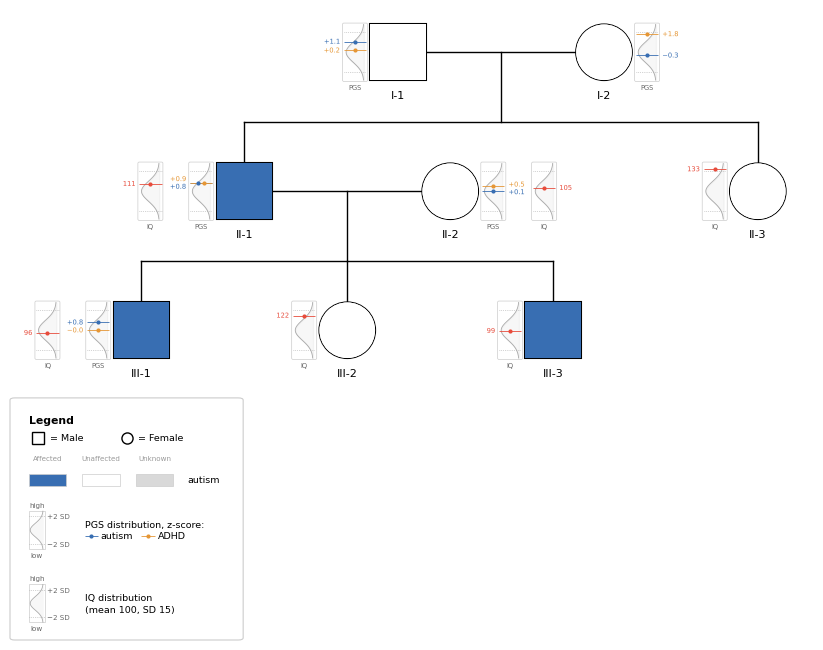 +1.1
+0.2
PGS
I-1
+1.8
−0.3
PGS
I-2
111
IQ
+0.9
+0.8
PGS
II-1
+0.5
+0.1
PGS
105
IQ
II-2
133
IQ
II-3
96
IQ
+0.8
−0.0
PGS
III-1
122
IQ
III-2
99
IQ
III-3
Legend
= Male
= Female
Affected Unaffected Unknown
autism
high
+2 SD
−2 SD
low
PGS distribution, z-score:
autism ADHD
high
+2 SD
−2 SD
low
IQ distribution
(mean 100, SD 15)